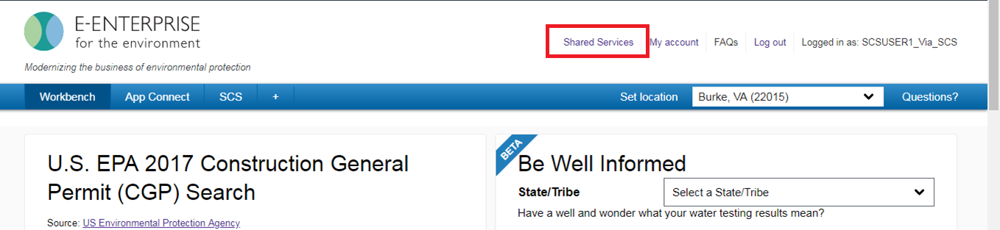 E-ENTERPRISE
for the environment
Modernizing the business of environmental protection
Shared Services My account FAQs Log out Logged in as: SCSUSER1_Via_SCS
Workbench App Connect SCS + Set location Burke, VA (22015) Questions?
U.S. EPA 2017 Construction General
Permit (CGP) Search
Source: US Environmental Protection Agency
BETA
Be Well Informed
State/Tribe Select a State/Tribe
Have a well and wonder what your water testing results mean?